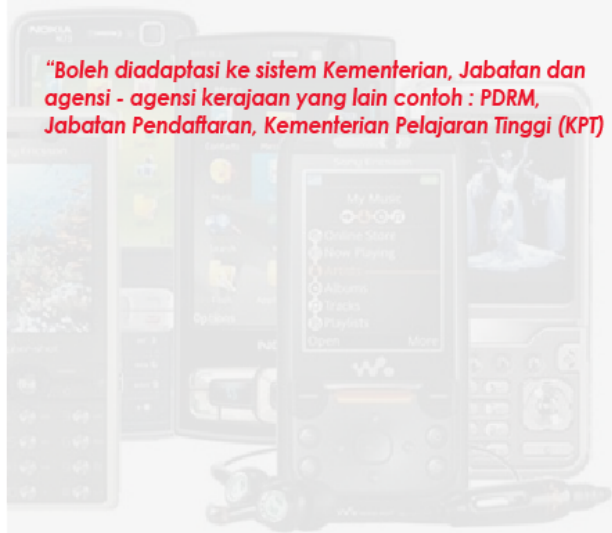 NOKIA
“Boleh diadaptasi ke sistem Kementerian, Jabatan dan
agensi - agensi kerajaan yang lain contoh : PDRM,
Jabatan Pendaftaran, Kementerian Pelajaran Tinggi (KPT)
My Music
Online Store
Now Playing
Albums
Tracks
Playlists
Open More
Options